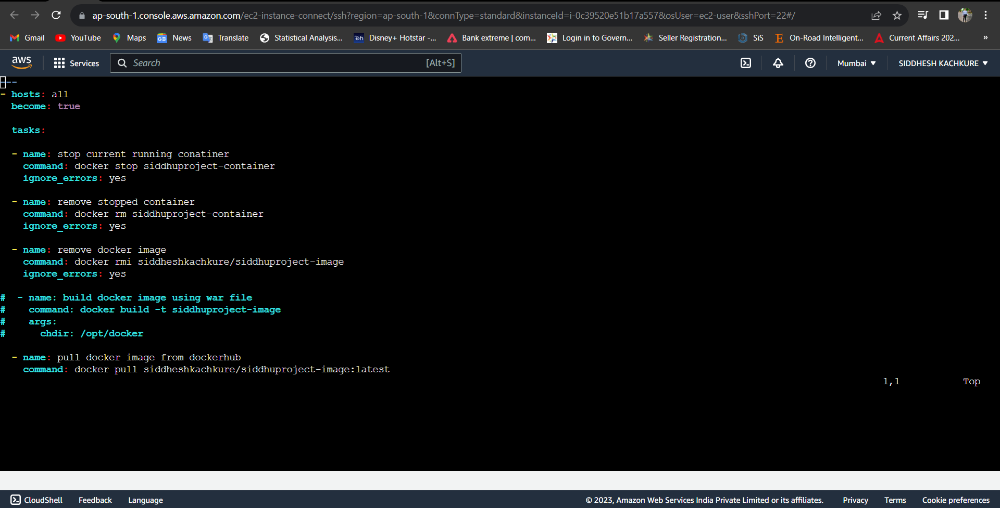 ap-south-1.console.aws.amazon.com/ec2-instance-connect/ssh?region=ap-south-1&connType=standard&instanceId=i-0c39520e51b17a557&osUser=ec2-user&sshPort=22#/
Gmail YouTube Maps News Translate Statistical Analysis... Disney+ Hotstar -... Bank extreme | com... Login in to Govern... Seller Registration... SiS On-Road Intelligent... Current Affairs 202... »
aws Services Search [Alt+S] Mumbai SIDDHESH KACHKURE
---
- hosts: all
  become: true
  tasks:
  - name: stop current running conatiner
    command: docker stop siddhuproject-container
    ignore_errors: yes
  - name: remove stopped container
    command: docker rm siddhuproject-container
    ignore_errors: yes
  - name: remove docker image
    command: docker rmi siddheshkachkure/siddhuproject-image
    ignore_errors: yes
#  - name: build docker image using war file
#    command: docker build -t siddhuproject-image
#    args:
#      chdir: /opt/docker
  - name: pull docker image from dockerhub
    command: docker pull siddheshkachkure/siddhuproject-image:latest
1,1 Top
CloudShell Feedback Language © 2023, Amazon Web Services India Private Limited or its affiliates. Privacy Terms Cookie preferences